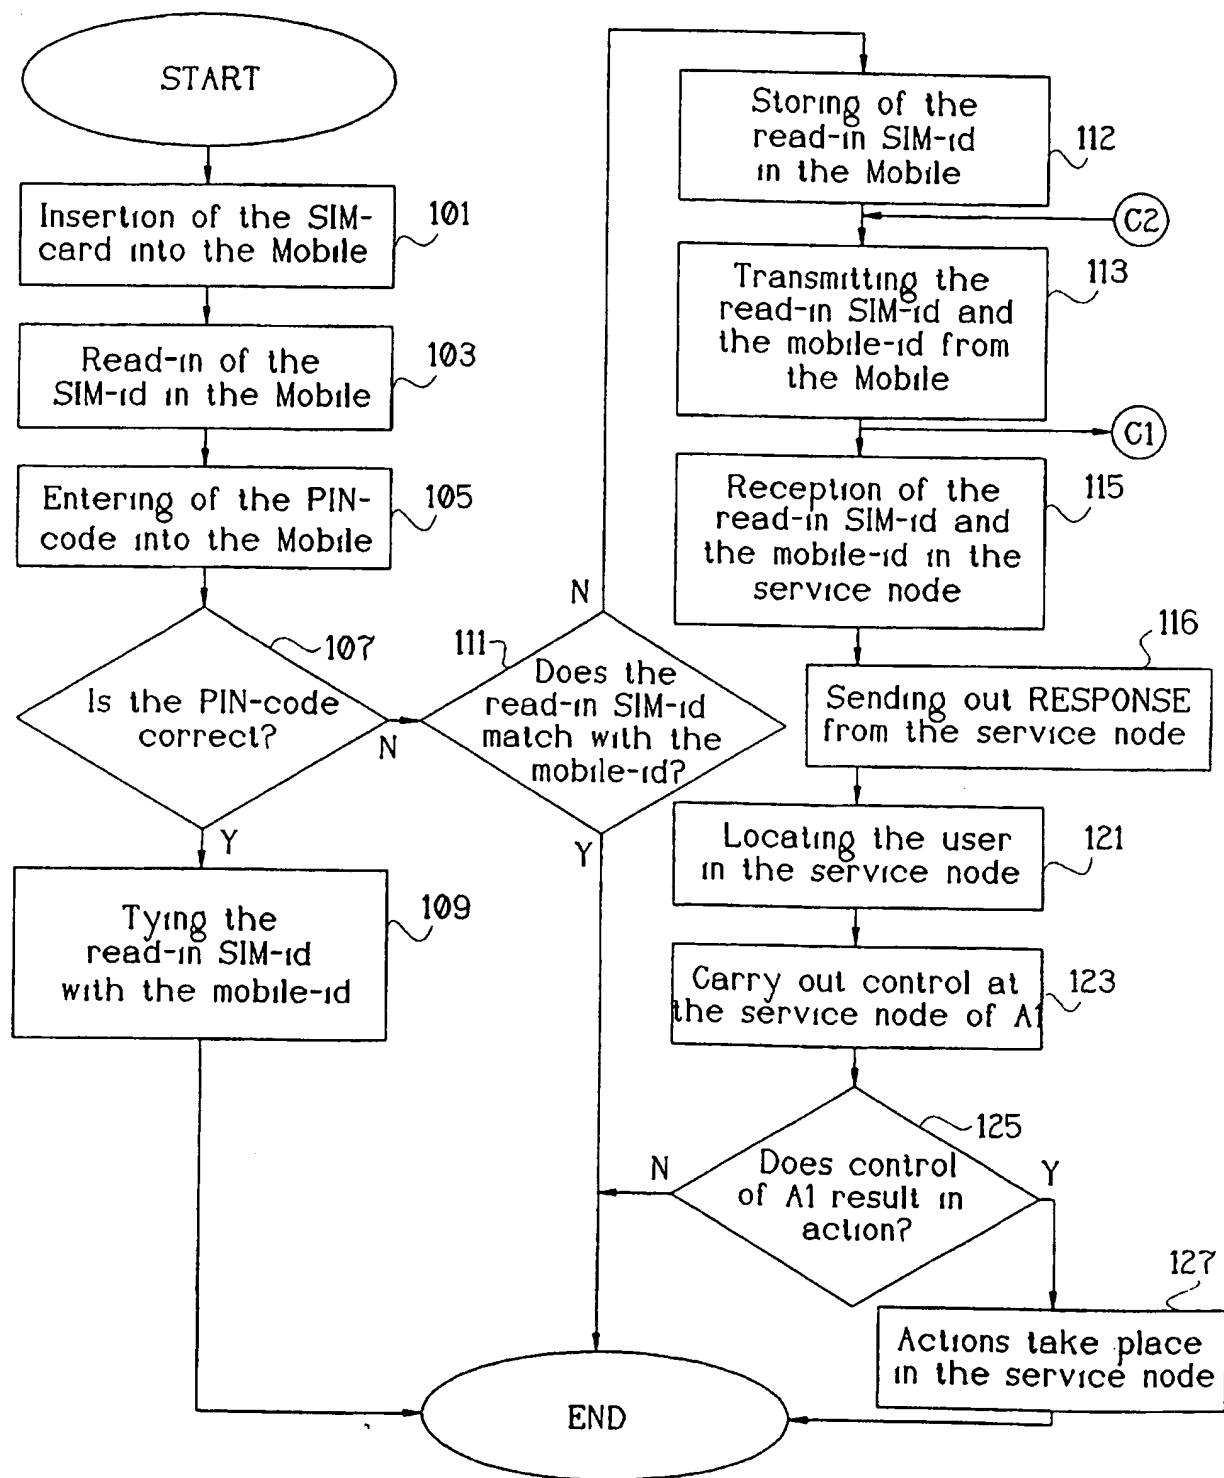 START
Insertion of the SIM-
card into the Mobile
101
Read-in of the
SIM-id in the Mobile
103
Entering of the PIN-
code into the Mobile
105
Is the PIN-code
correct?
107
N
Y
Tying the
read-in SIM-id
with the mobile-id
109
111
Does the
read-in SIM-id
match with the
mobile-id?
N
Y
Storing of the
read-in SIM-id
in the Mobile
112
C2
Transmitting the
read-in SIM-id and
the mobile-id from
the Mobile
113
C1
Reception of the
read-in SIM-id and
the mobile-id in the
service node
115
116
Sending out RESPONSE
from the service node
Locating the user
in the service node
121
Carry out control at
the service node of A1
123
125
Does control
of A1 result in
action?
N
Y
127
Actions take place
in the service node
END